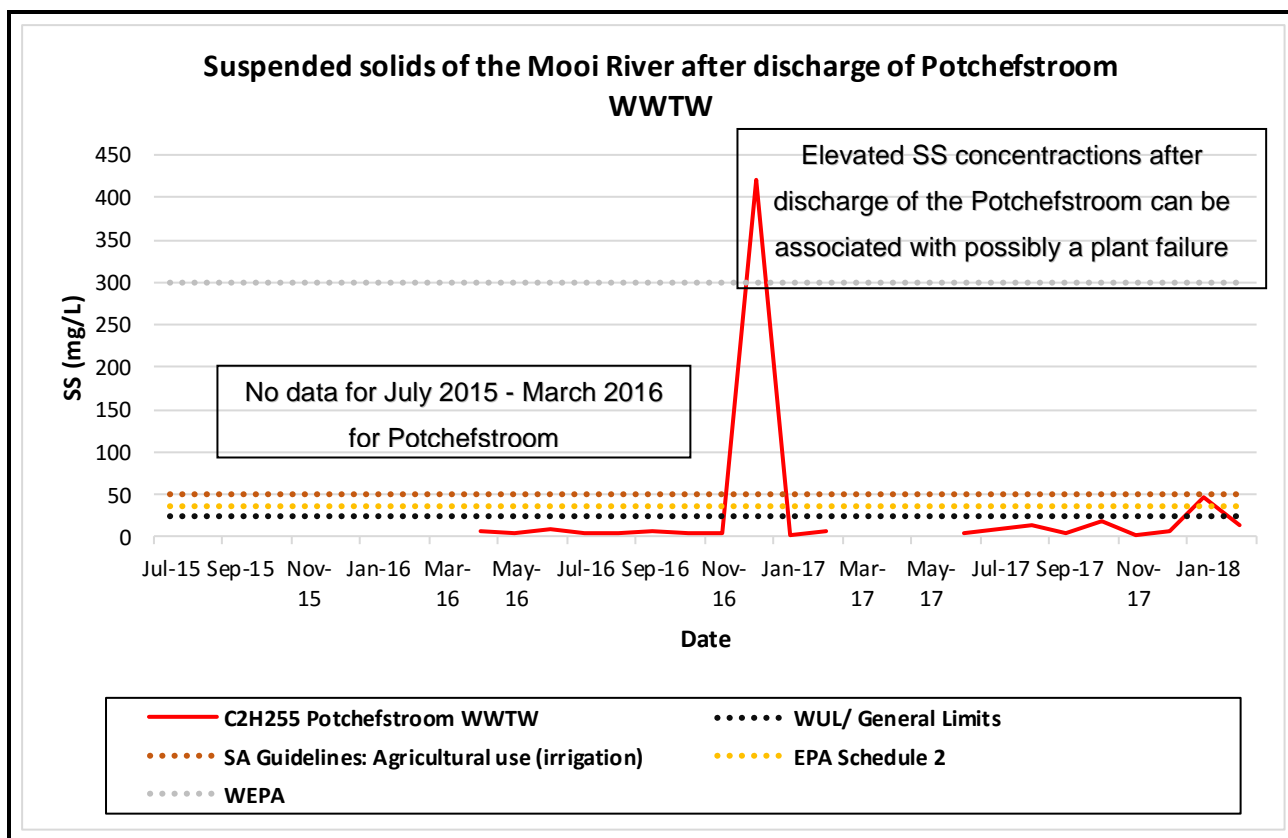 Suspended solids of the Mooi River after discharge of Potchefstroom
WWTW
Elevated SS concentractions after
discharge of the Potchefstroom can be
associated with possibly a plant failure
No data for July 2015 - March 2016
for Potchefstroom
SS (mg/L)
450
400
350
300
250
200
150
100
50
0
Jul-15 Sep-15 Nov-15 Jan-16 Mar-16 May-16 Jul-16 Sep-16 Nov-16 Jan-17 Mar-17 May-17 Jul-17 Sep-17 Nov-17 Jan-18
Date
C2H255 Potchefstroom WWTW
WUL/ General Limits
SA Guidelines: Agricultural use (irrigation)
EPA Schedule 2
WEPA